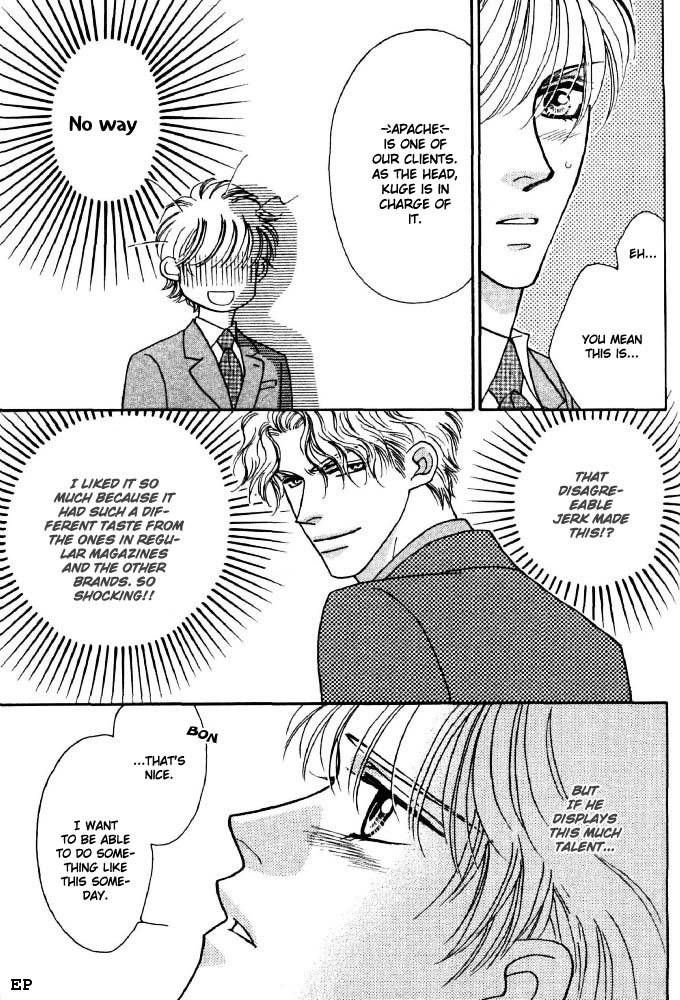 EH...
YOU MEAN
THIS IS...
-:APACHE:-
IS ONE OF
OUR CLIENTS.
AS THE HEAD,
KUGE IS IN
CHARGE OF
IT.
No way
THAT
DISAGRE-
EABLE
JERK MADE
THIS!?
I LIKED IT SO
MUCH BECAUSE IT
HAD SUCH A DIF-
FERENT TASTE FROM
THE ONES IN REGU-
LAR MAGAZINES
AND THE OTHER
BRANDS. SO
SHOCKING!!
BUT
IF HE
DISPLAYS
THIS MUCH
TALENT...
BON
...THAT'S
NICE.
I WANT
TO BE ABLE
TO DO SOME-
THING LIKE
THIS SOME-
DAY.
EP